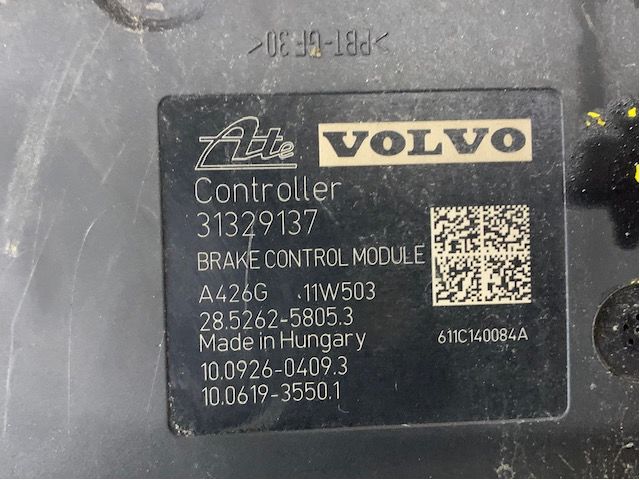 >PBT-GF30<
Ate VOLVO
Controller
31329137
BRAKE CONTROL MODULE
A426G 11W503
28.5262-5805.3
Made in Hungary 611C140084A
10.0926-0409.3
10.0619-3550.1